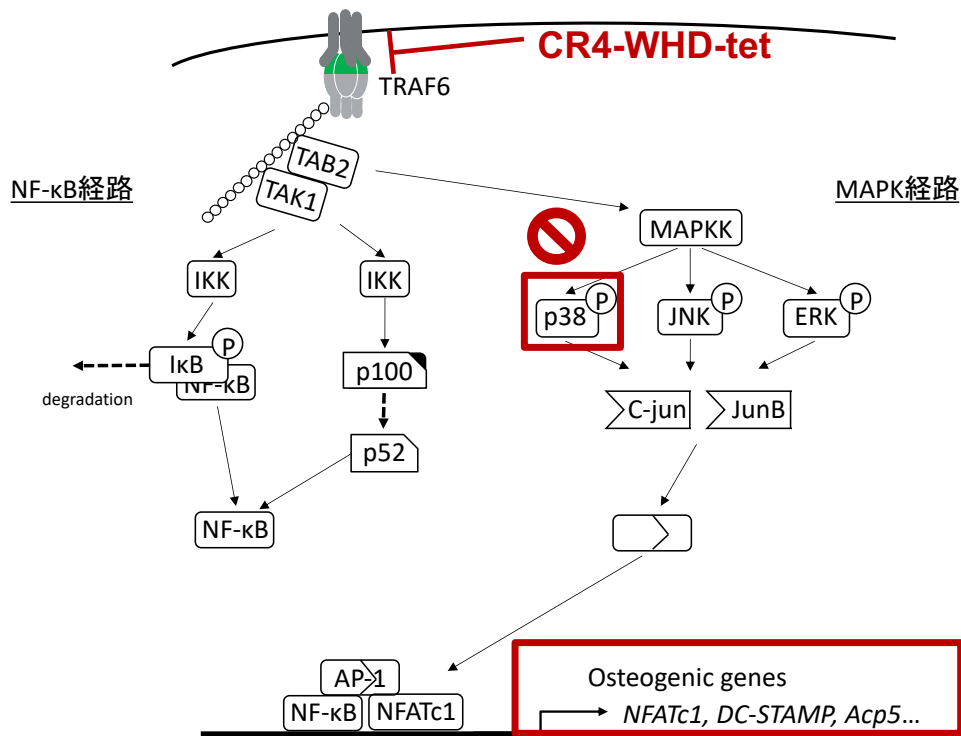 CR4-WHD-tet
TRAF6
TAB2
TAK1
NF-κB経路
MAPK経路
MAPKK
IKK
IKK
p38
P
JNK
P
ERK
P
IκB
P
NF-κB
degradation
p100
C-jun
JunB
p52
NF-κB
AP-1
NF-κB
NFATc1
Osteogenic genes
NFATc1, DC-STAMP, Acp5…